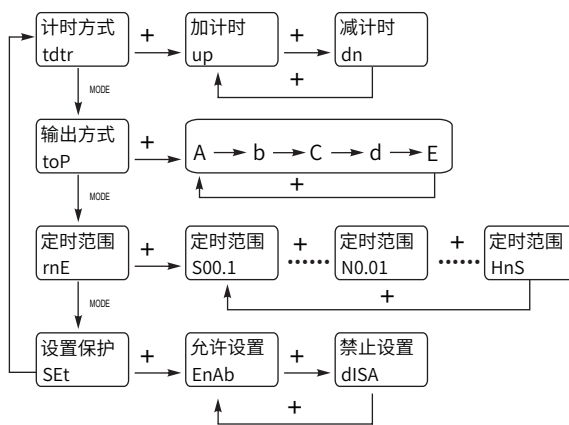 计时方式 + 加计时 + 减计时
tdtr up dn
+
MODE
输出方式 +
toP A b C d E
+
MODE
定时范围 + 定时范围 + 定时范围 + 定时范围
rnE S00.1 …… N0.01 …… HnS
+
MODE
设置保护 + 允许设置 + 禁止设置
SEt EnAb dISA
+